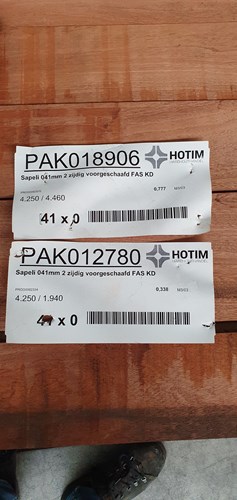 PAK018906 HOTIM
Sapeli 041mm 2 zijdig voorgeschaafd FAS KD
4.250 / 4.460 0,777
41 x 0
PAK012780 HOTIM
Sapeli 041mm 2 zijdig voorgeschaafd FAS KD
4.250 / 1.940 0,338
x 0